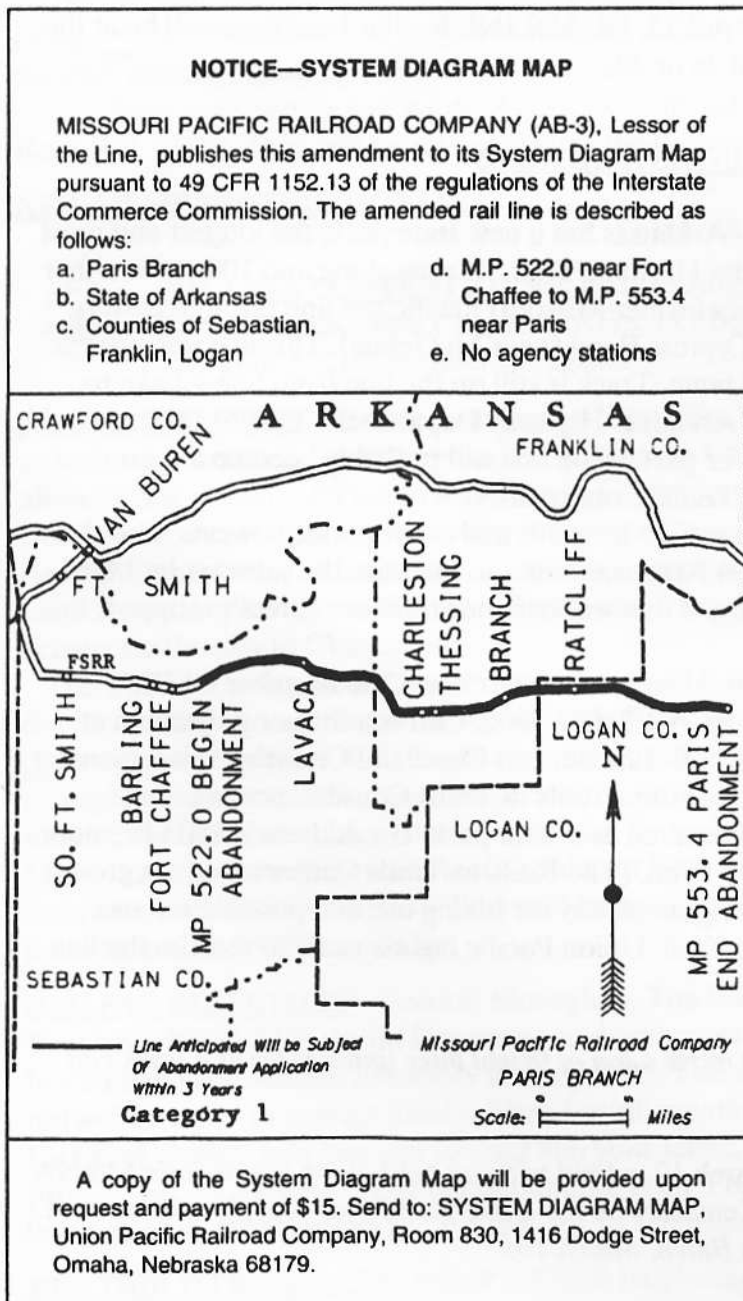 NOTICE—SYSTEM DIAGRAM MAP
MISSOURI PACIFIC RAILROAD COMPANY (AB-3), Lessor of
the Line, publishes this amendment to its System Diagram Map
pursuant to 49 CFR 1152.13 of the regulations of the Interstate
Commerce Commission. The amended rail line is described as
follows:
a. Paris Branch
b. State of Arkansas
c. Counties of Sebastian,
Franklin, Logan
d. M.P. 522.0 near Fort
Chaffee to M.P. 553.4
near Paris
e. No agency stations
ARKANSAS
CRAWFORD CO.
FRANKLIN CO.
VAN BUREN
FT. SMITH
CHARLESTON
THESSING
BRANCH
RATCLIFF
FSRR
SO. FT. SMITH
BARLING
FORT CHAFFEE
MP 522.0 BEGIN
ABANDONMENT
LAVACA
LOGAN CO.
N
LOGAN CO.
MP 553.4 PARIS
END ABANDONMENT
SEBASTIAN CO.
Line Anticipated Will be Subject
Of Abandonment Application
Within 3 Years
Category 1
Missouri Pacific Railroad Company
PARIS BRANCH
Scale: Miles
A copy of the System Diagram Map will be provided upon
request and payment of $15. Send to: SYSTEM DIAGRAM MAP,
Union Pacific Railroad Company, Room 830, 1416 Dodge Street,
Omaha, Nebraska 68179.